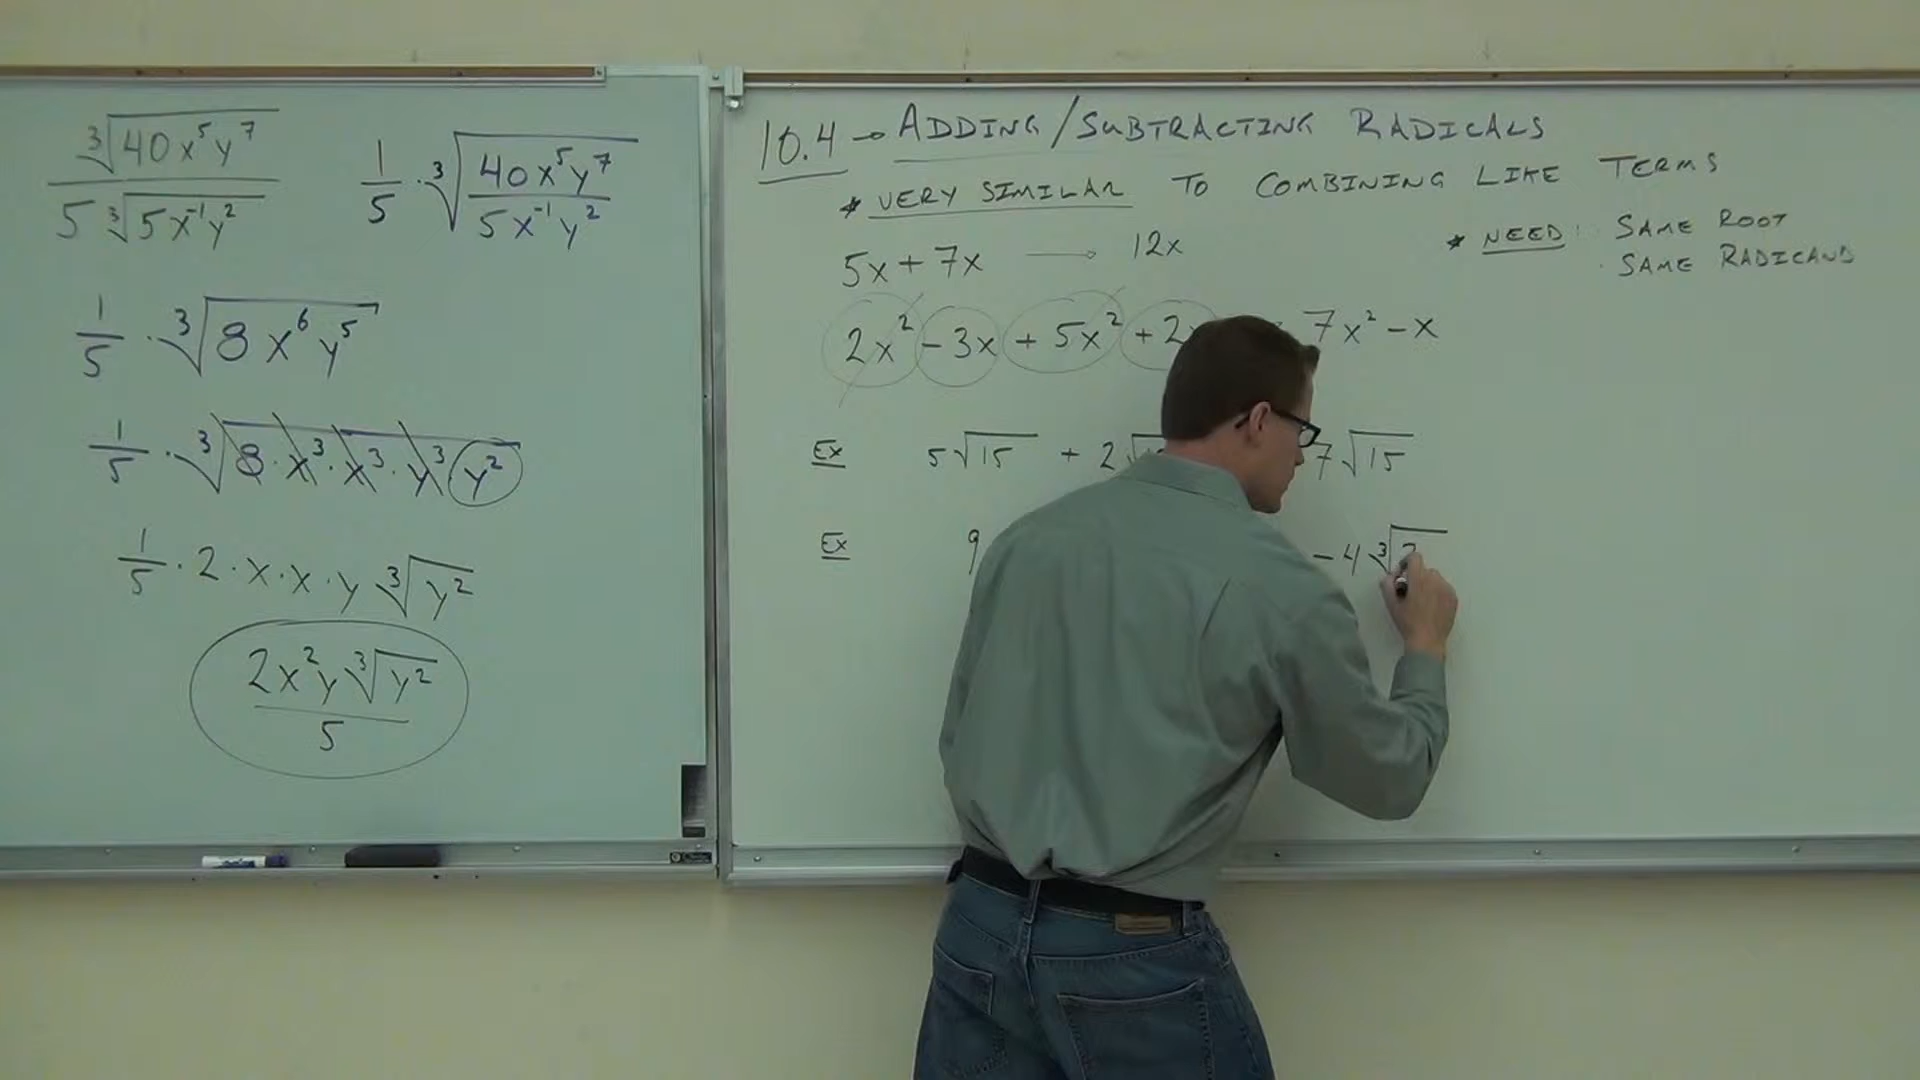 ∛(40x⁵y⁷) / 5∛(5x⁻¹y²)
1/5 · ∛(40x⁵y⁷ / 5x⁻¹y²)
1/5 · ∛(8x⁶y⁵)
1/5 · ∛(8 · x³ · x³ · y³ · y²)
1/5 · 2 · x · x · y ∛(y²)
2x²y∛(y²) / 5
10.4 → ADDING/SUBTRACTING RADICALS
* VERY SIMILAR TO COMBINING LIKE TERMS
* NEED: · SAME ROOT
· SAME RADICAND
5x + 7x → 12x
2x² - 3x + 5x² + 2x 7x² - x
Ex 5√15 + 2√ 7√15
Ex 9 - 4∛